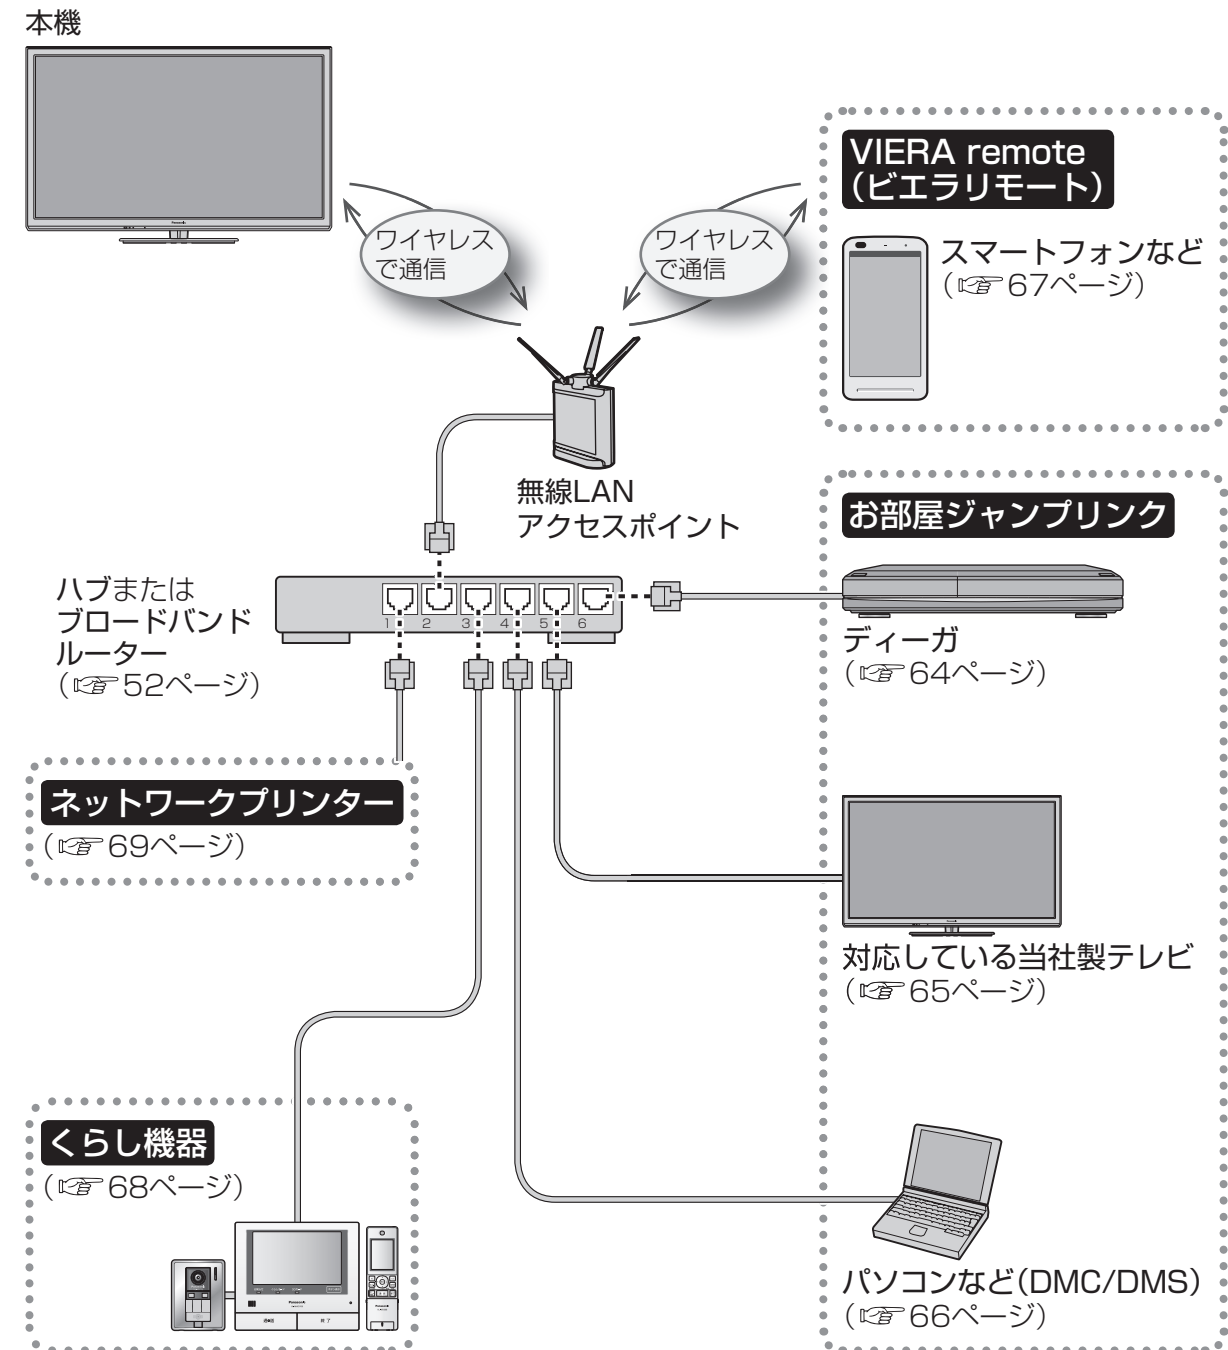 本機
VIERA remote
（ビエラリモート）
ワイヤレス
で通信
ワイヤレス
で通信
スマートフォンなど
（☞67ページ）
無線LAN
アクセスポイント
お部屋ジャンプリンク
ハブまたは
ブロードバンド
ルーター
（☞52ページ）
1 2 3 4 5 6
ディーガ
（☞64ページ）
ネットワークプリンター
（☞69ページ）
対応している当社製テレビ
（☞65ページ）
くらし機器
（☞68ページ）
Panasonic
終了
パソコンなど(DMC/DMS)
（☞66ページ）